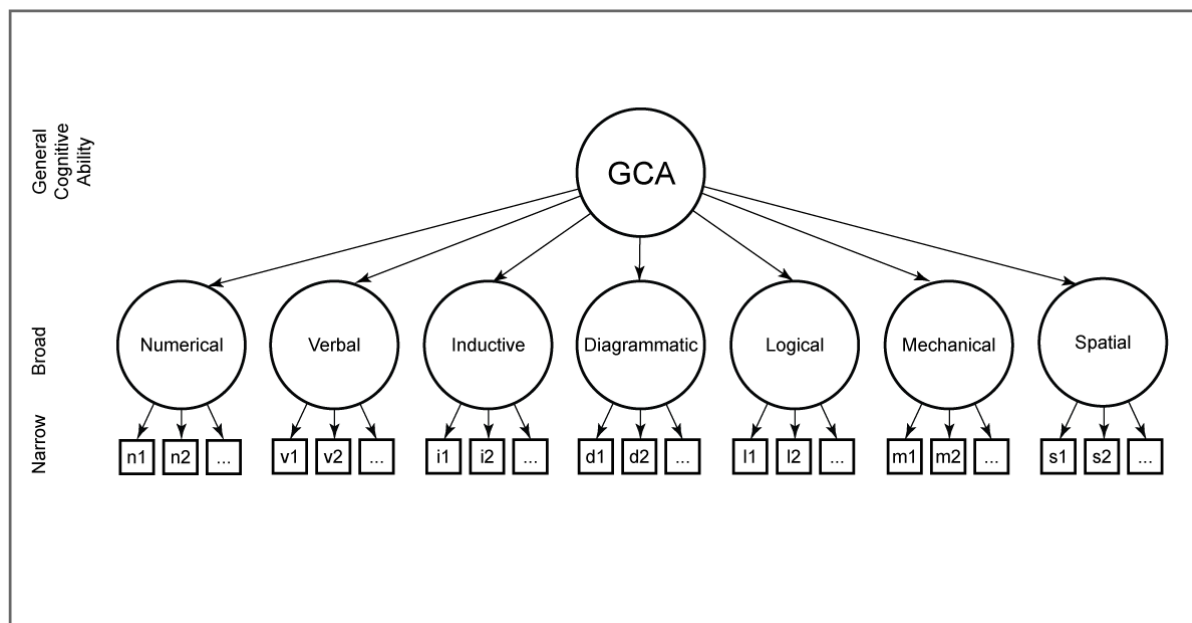 General
Cognitive
Ability
GCA
Broad
Numerical
Verbal
Inductive
Diagrammatic
Logical
Mechanical
Spatial
Narrow
n1 n2 ...
v1 v2 ...
i1 i2 ...
d1 d2 ...
l1 l2 ...
m1 m2 ...
s1 s2 ...